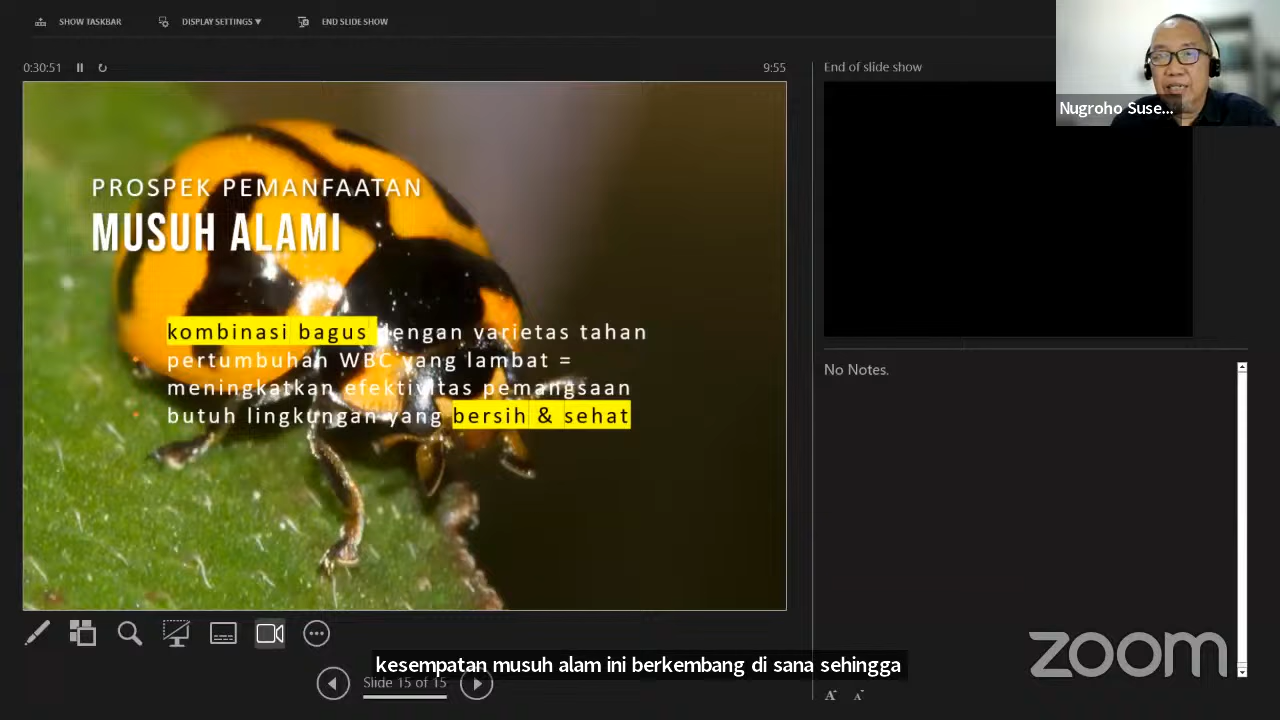 SHOW TASKBAR
DISPLAY SETTINGS ▼
END SLIDE SHOW
0:30:51
9:55
End of slide show
Nugroho Suse...
PROSPEK PEMANFAATAN
MUSUH ALAMI
kombinasi bagus dengan varietas tahan
pertumbuhan WBC yang lambat =
meningkatkan efektivitas pemangsaan
butuh lingkungan yang bersih & sehat
No Notes.
kesempatan musuh alam ini berkembang di sana sehingga
Slide 15 of 15
A A
zoom